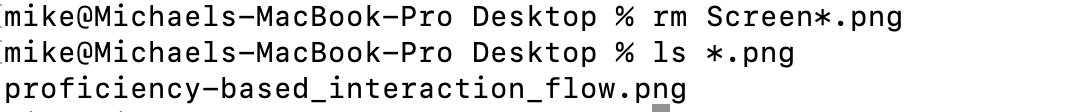 mike@Michaels-MacBook-Pro Desktop % rm Screen*.png
mike@Michaels-MacBook-Pro Desktop % ls *.png
proficiency-based_interaction_flow.png